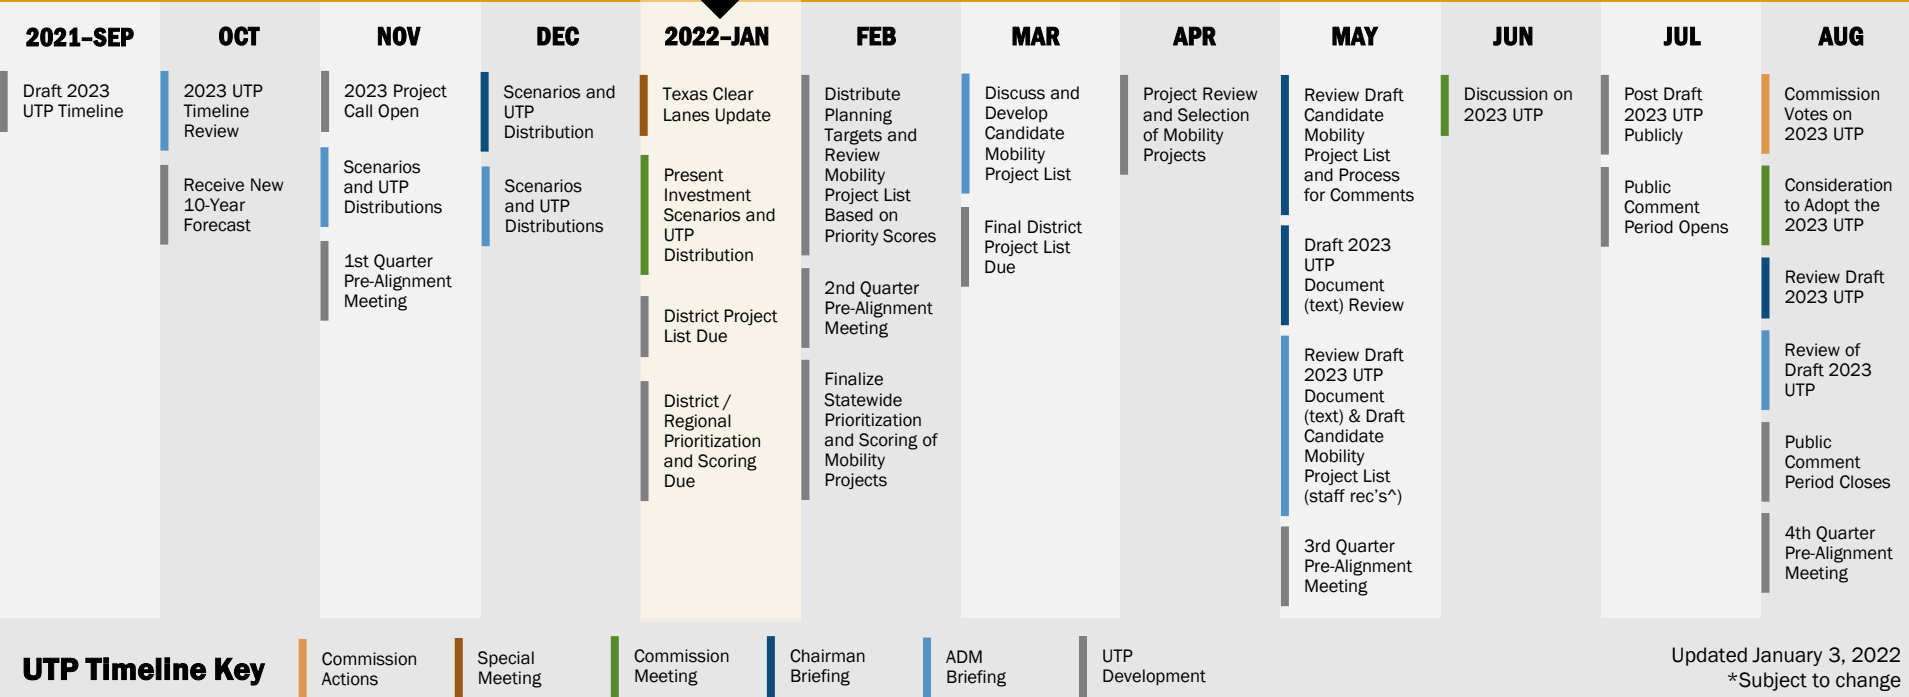 2021–SEP
Draft 2023
UTP Timeline
OCT
2023 UTP
Timeline
Review
Receive New
10-Year
Forecast
NOV
2023 Project
Call Open
Scenarios
and UTP
Distributions
1st Quarter
Pre-Alignment
Meeting
DEC
Scenarios and
UTP
Distribution
Scenarios
and UTP
Distributions
2022–JAN
Texas Clear
Lanes Update
Present
Investment
Scenarios and
UTP
Distribution
District Project
List Due
District /
Regional
Prioritization
and Scoring
Due
FEB
Distribute
Planning
Targets and
Review
Mobility
Project List
Based on
Priority Scores
2nd Quarter
Pre-Alignment
Meeting
Finalize
Statewide
Prioritization
and Scoring of
Mobility
Projects
MAR
Discuss and
Develop
Candidate
Mobility
Project List
Final District
Project List
Due
APR
Project Review
and Selection
of Mobility
Projects
MAY
Review Draft
Candidate
Mobility
Project List
and Process
for Comments
Draft 2023
UTP
Document
(text) Review
Review Draft
2023 UTP
Document
(text) & Draft
Candidate
Mobility
Project List
(staff rec's^)
3rd Quarter
Pre-Alignment
Meeting
JUN
Discussion on
2023 UTP
JUL
Post Draft
2023 UTP
Publicly
Public
Comment
Period Opens
AUG
Commission
Votes on
2023 UTP
Consideration
to Adopt the
2023 UTP
Review Draft
2023 UTP
Review of
Draft 2023
UTP
Public
Comment
Period Closes
4th Quarter
Pre-Alignment
Meeting
UTP Timeline Key
Commission
Actions
Special
Meeting
Commission
Meeting
Chairman
Briefing
ADM
Briefing
UTP
Development
Updated January 3, 2022
*Subject to change